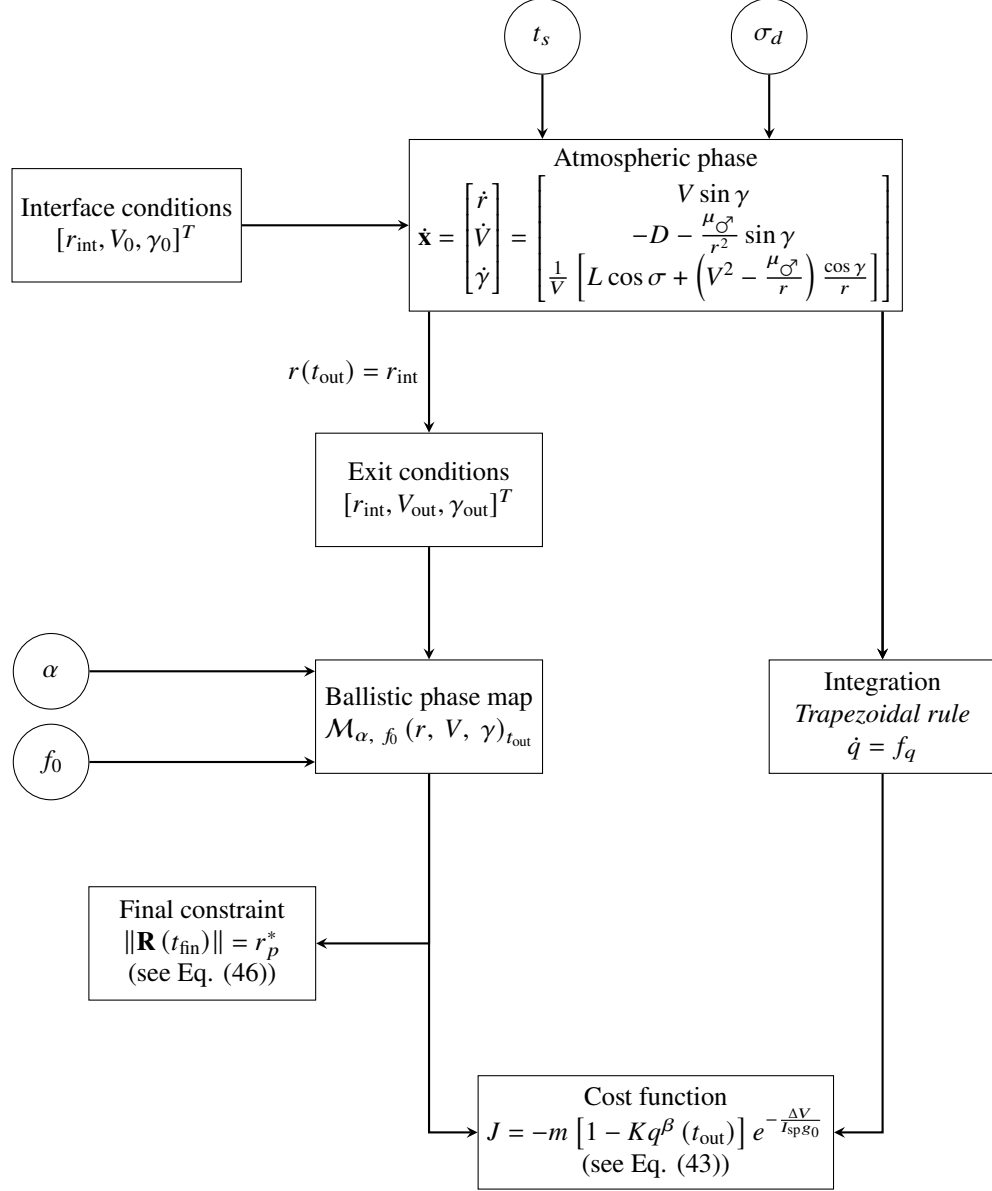 t_s
σ_d
Interface conditions
[r_int, V_0, γ_0]^T
Atmospheric phase
ẋ = [ṙ; V̇; γ̇] = [V sin γ; -D - μ_♂/r^2 sin γ; 1/V [L cos σ + (V^2 - μ_♂/r) cos γ/r]]
r(t_out) = r_int
Exit conditions
[r_int, V_out, γ_out]^T
α
f_0
Ballistic phase map
M_{α, f_0} (r, V, γ)_{t_out}
Integration
Trapezoidal rule
q̇ = f_q
Final constraint
‖R (t_fin)‖ = r_p^*
(see Eq. (46))
Cost function
J = -m [1 - Kq^β (t_out)] e^{-ΔV/(I_sp g_0)}
(see Eq. (43))